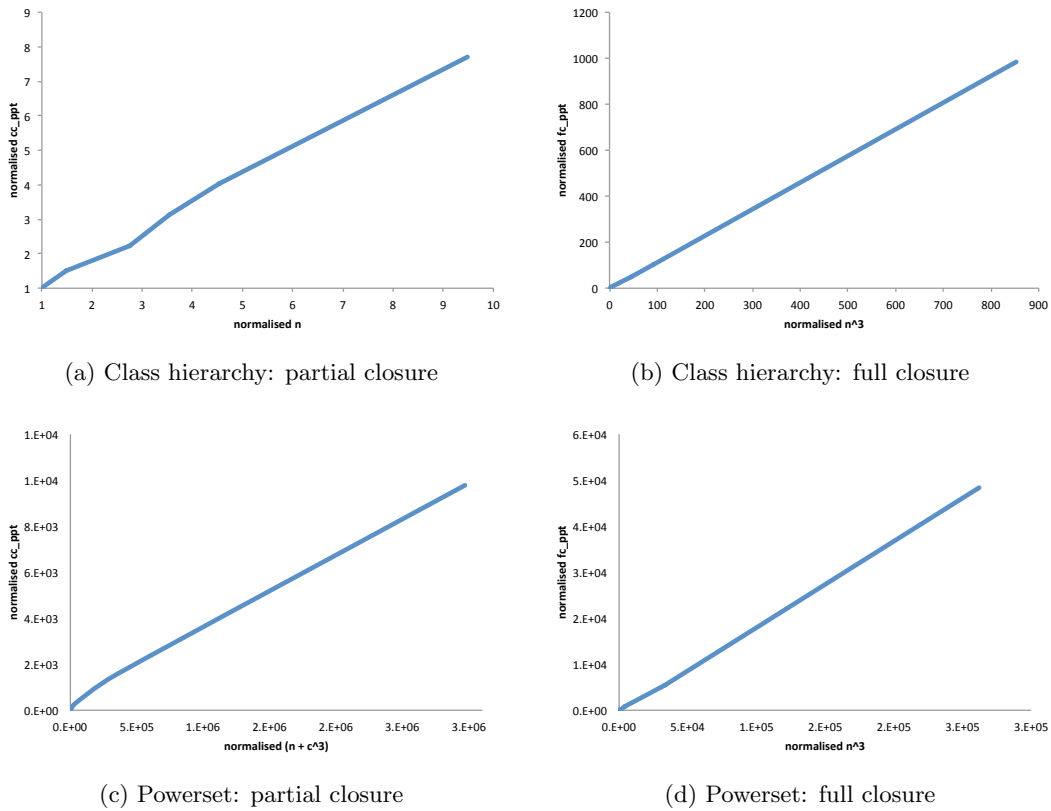 9
8
7
6
5
4
3
2
1
normalised cc_ppt
1 2 3 4 5 6 7 8 9 10
normalised n
(a) Class hierarchy: partial closure
1200
1000
800
600
400
200
0
normalised fc_ppt
0 100 200 300 400 500 600 700 800 900
normalised n^3
(b) Class hierarchy: full closure
1.E+04
1.E+04
8.E+03
6.E+03
4.E+03
2.E+03
0.E+00
normalised cc_ppt
0.E+00 5.E+05 1.E+06 2.E+06 2.E+06 3.E+06 3.E+06
normalised (n + c^3)
(c) Powerset: partial closure
6.E+04
5.E+04
4.E+04
3.E+04
2.E+04
1.E+04
0.E+00
normalised fc_ppt
0.E+00 5.E+04 1.E+05 2.E+05 2.E+05 3.E+05 3.E+05
normalised n^3
(d) Powerset: full closure